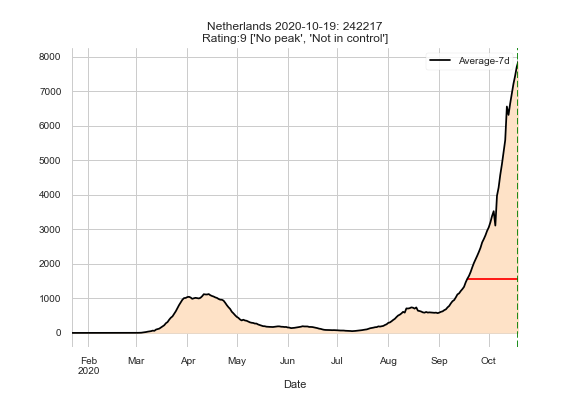 Netherlands 2020-10-19: 242217
Rating:9 ['No peak', 'Not in control']
Average-7d
8000
7000
6000
5000
4000
3000
2000
1000
0
Feb Mar Apr May Jun Jul Aug Sep Oct
2020
Date